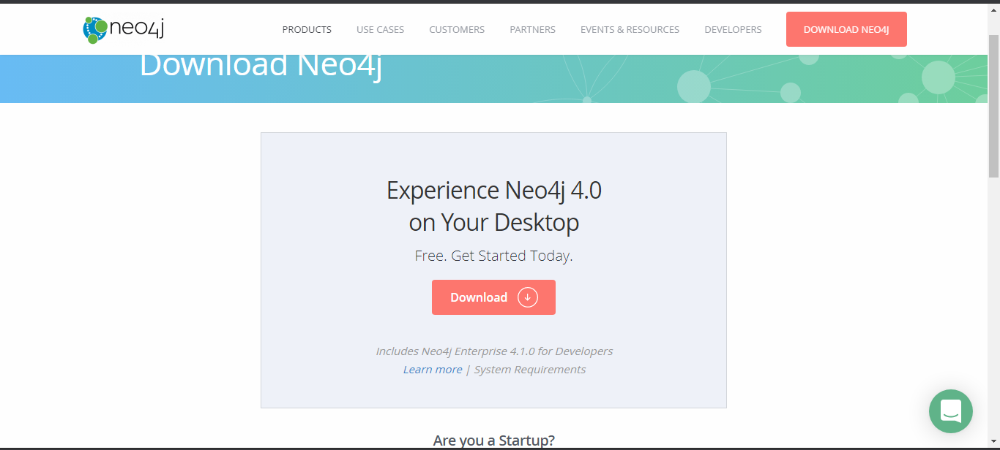 neo4j
PRODUCTS USE CASES CUSTOMERS PARTNERS EVENTS & RESOURCES DEVELOPERS DOWNLOAD NEO4J
Download Neo4j
Experience Neo4j 4.0
on Your Desktop
Free. Get Started Today.
Download
Includes Neo4j Enterprise 4.1.0 for Developers
Learn more | System Requirements
Are you a Startup?